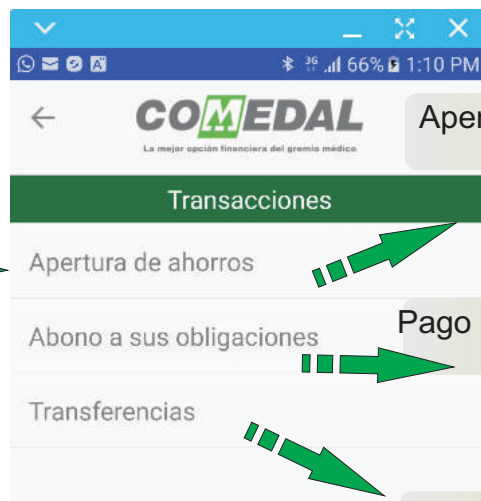 3G 66% 1:10 PM
COMEDAL
La mejor opción financiera del gremio médico
Aper
Transacciones
Apertura de ahorros
Abono a sus obligaciones
Pago
Transferencias